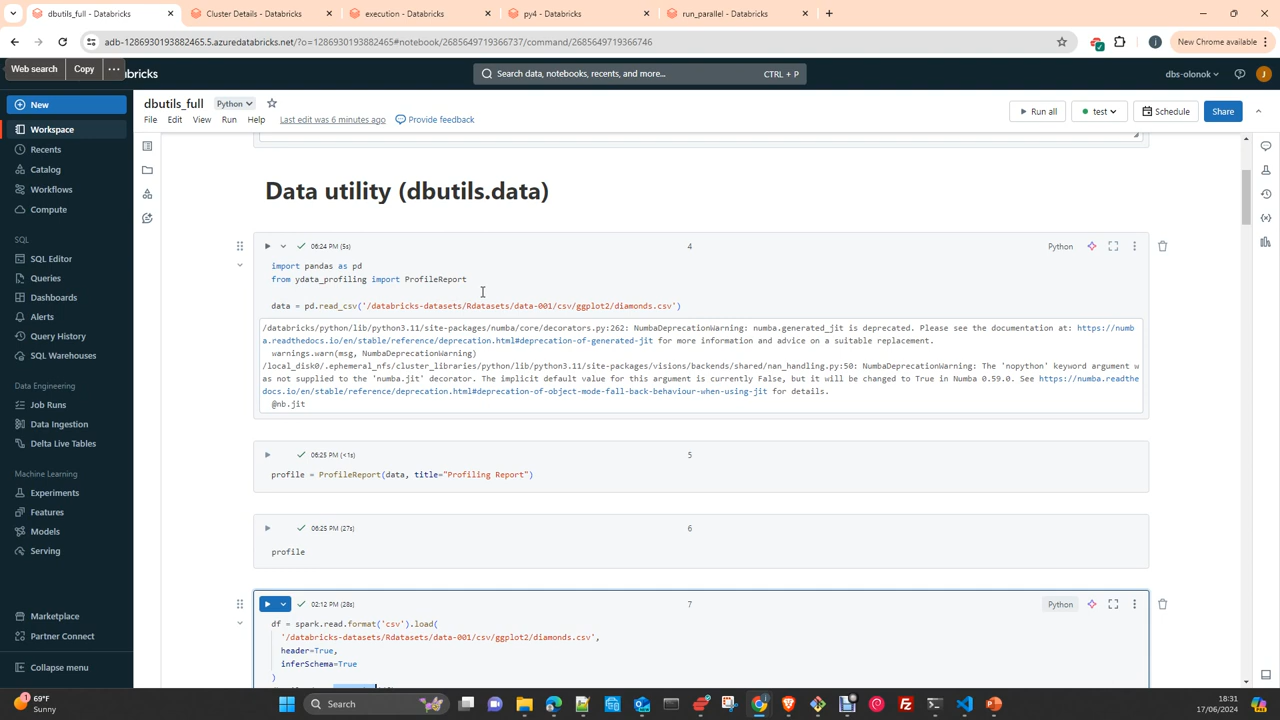 dbutils_full - Databricks
Cluster Details - Databricks
execution - Databricks
py4 - Databricks
run_parallel - Databricks
adb-1286930193882465.5.azuredatabricks.net/?o=1286930193882465#notebook/2685649719366737/command/2685649719366746
New Chrome available
Web search
Copy
bricks
Search data, notebooks, recents, and more...
CTRL + P
dbs-olonok
J
New
Workspace
Recents
Catalog
Workflows
Compute
SQL
SQL Editor
Queries
Dashboards
Alerts
Query History
SQL Warehouses
Data Engineering
Job Runs
Data Ingestion
Delta Live Tables
Machine Learning
Experiments
Features
Models
Serving
Marketplace
Partner Connect
Collapse menu
dbutils_full
Python
File Edit View Run Help
Last edit was 6 minutes ago
Provide feedback
Run all
test
Schedule
Share
Data utility (dbutils.data)
06:24 PM (5s)
4
Python
import pandas as pd
from ydata_profiling import ProfileReport
data = pd.read_csv('/databricks-datasets/Rdatasets/data-001/csv/ggplot2/diamonds.csv')
/databricks/python/lib/python3.11/site-packages/numba/core/decorators.py:262: NumbaDeprecationWarning: numba.generated_jit is deprecated. Please see the documentation at: https://numb
a.readthedocs.io/en/stable/reference/deprecation.html#deprecation-of-generated-jit for more information and advice on a suitable replacement.
warnings.warn(msg, NumbaDeprecationWarning)
/local_disk0/.ephemeral_nfs/cluster_libraries/python/lib/python3.11/site-packages/visions/backends/shared/nan_handling.py:50: NumbaDeprecationWarning: The 'nopython' keyword argument w
as not supplied to the 'numba.jit' decorator. The implicit default value for this argument is currently False, but it will be changed to True in Numba 0.59.0. See https://numba.readthe
docs.io/en/stable/reference/deprecation.html#deprecation-of-object-mode-fall-back-behaviour-when-using-jit for details.
@nb.jit
06:25 PM (<1s)
5
profile = ProfileReport(data, title="Profiling Report")
06:25 PM (27s)
6
profile
02:12 PM (28s)
7
Python
df = spark.read.format('csv').load(
'/databricks-datasets/Rdatasets/data-001/csv/ggplot2/diamonds.csv',
header=True,
inferSchema=True
)
69°F
Sunny
Search
18:31
17/06/2024